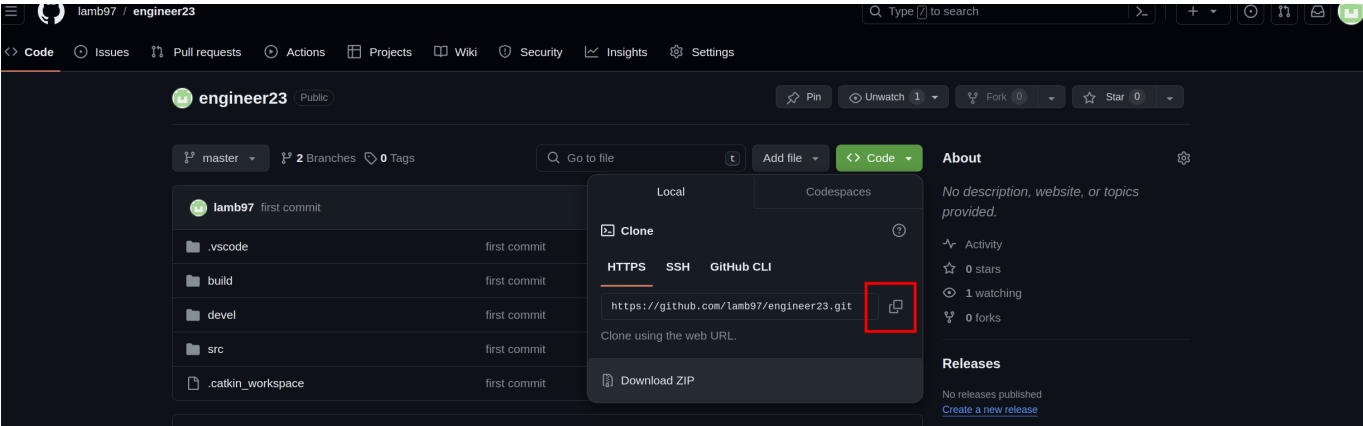 lamb97 / engineer23
Type / to search
Code Issues Pull requests Actions Projects Wiki Security Insights Settings
engineer23 Public
Pin Unwatch 1 Fork 0 Star 0
master 2 Branches 0 Tags
Go to file t
Add file Code
About
No description, website, or topics
provided.
Activity
0 stars
1 watching
0 forks
Releases
No releases published
Create a new release
lamb97 first commit
.vscode first commit
build first commit
devel first commit
src first commit
.catkin_workspace first commit
Local Codespaces
Clone
HTTPS SSH GitHub CLI
https://github.com/lamb97/engineer23.git
Clone using the web URL.
Download ZIP